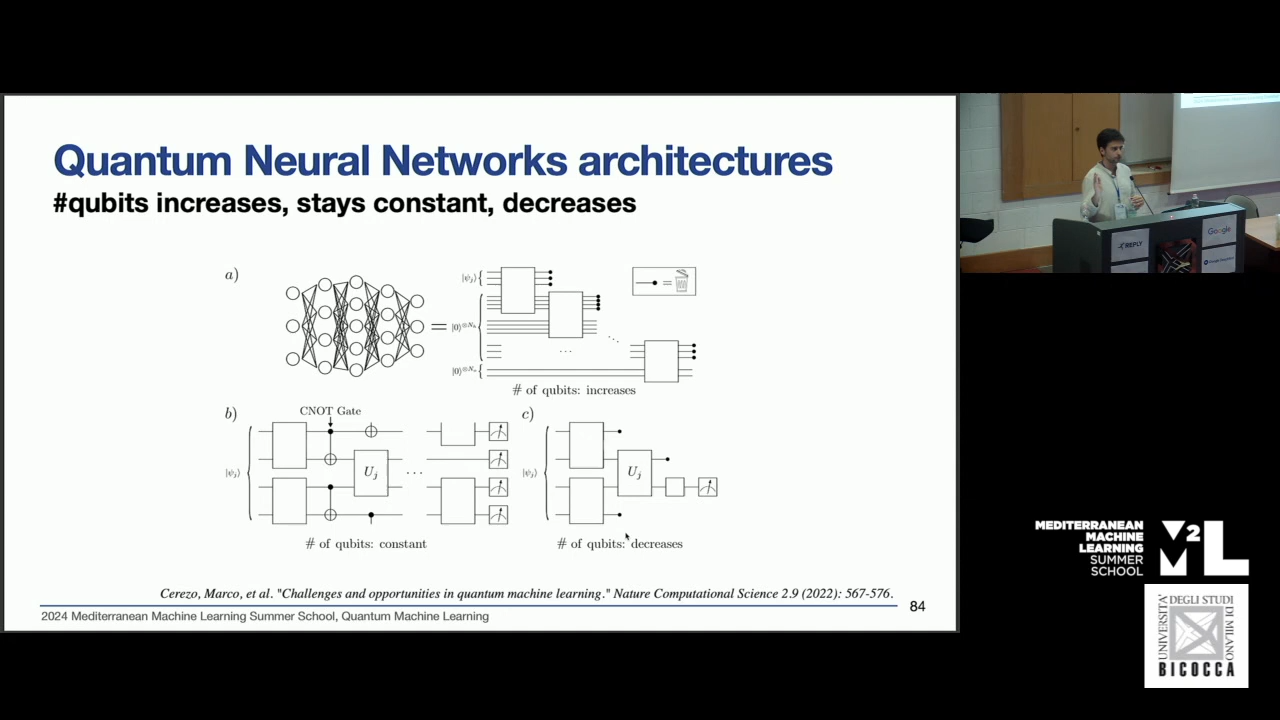 Quantum Neural Networks architectures
#qubits increases, stays constant, decreases
a)
|ψⱼ⟩{
|0⟩⊗Nₕ
|0⟩⊗Nₒ{
=
=
# of qubits: increases
b)
CNOT Gate
|ψⱼ⟩
Uⱼ
# of qubits: constant
c)
|ψⱼ⟩
Uⱼ
# of qubits: decreases
Cerezo, Marco, et al. "Challenges and opportunities in quantum machine learning." Nature Computational Science 2.9 (2022): 567-576.
2024 Mediterranean Machine Learning Summer School, Quantum Machine Learning
84
REPLY
Google
MEDITERRANEAN
MACHINE
LEARNING
SUMMER
SCHOOL
M2L
UNIVERSITA'
DEGLI STUDI
DI MILANO
BICOCCA